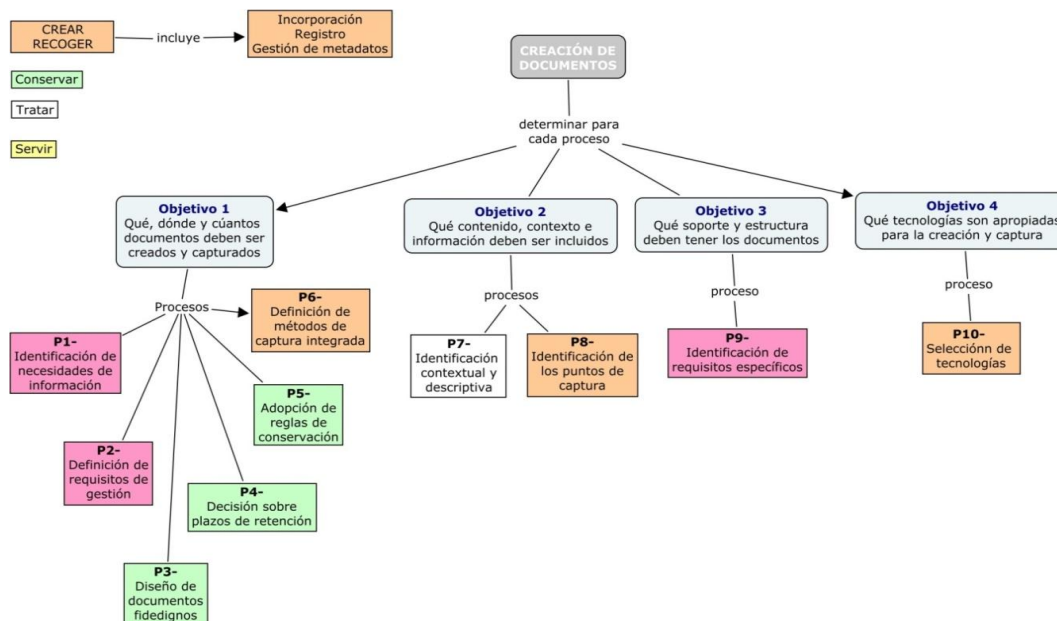 CREAR
RECOGER
incluye
Incorporación
Registro
Gestión de metadatos
Conservar
Tratar
Servir
CREACIÓN DE
DOCUMENTOS
determinar para
cada proceso
Objetivo 1
Qué, dónde y cúantos
documentos deben ser
creados y capturados
Objetivo 2
Qué contenido, contexto e
información deben ser incluidos
Objetivo 3
Qué soporte y estructura
deben tener los documentos
Objetivo 4
Qué tecnologías son apropiadas
para la creación y captura
Procesos
procesos
proceso
proceso
P1-
Identificación de
necesidades de
información
P2-
Definición de
requisitos de
gestión
P3-
Diseño de
documentos
fidedignos
P4-
Decisión sobre
plazos de retención
P5-
Adopción de
reglas de
conservación
P6-
Definición de
métodos de
captura integrada
P7-
Identificación
contextual y
descriptiva
P8-
Identificación de
los puntos de
captura
P9-
Identificación de
requisitos específicos
P10-
Selecciónn de
tecnologías